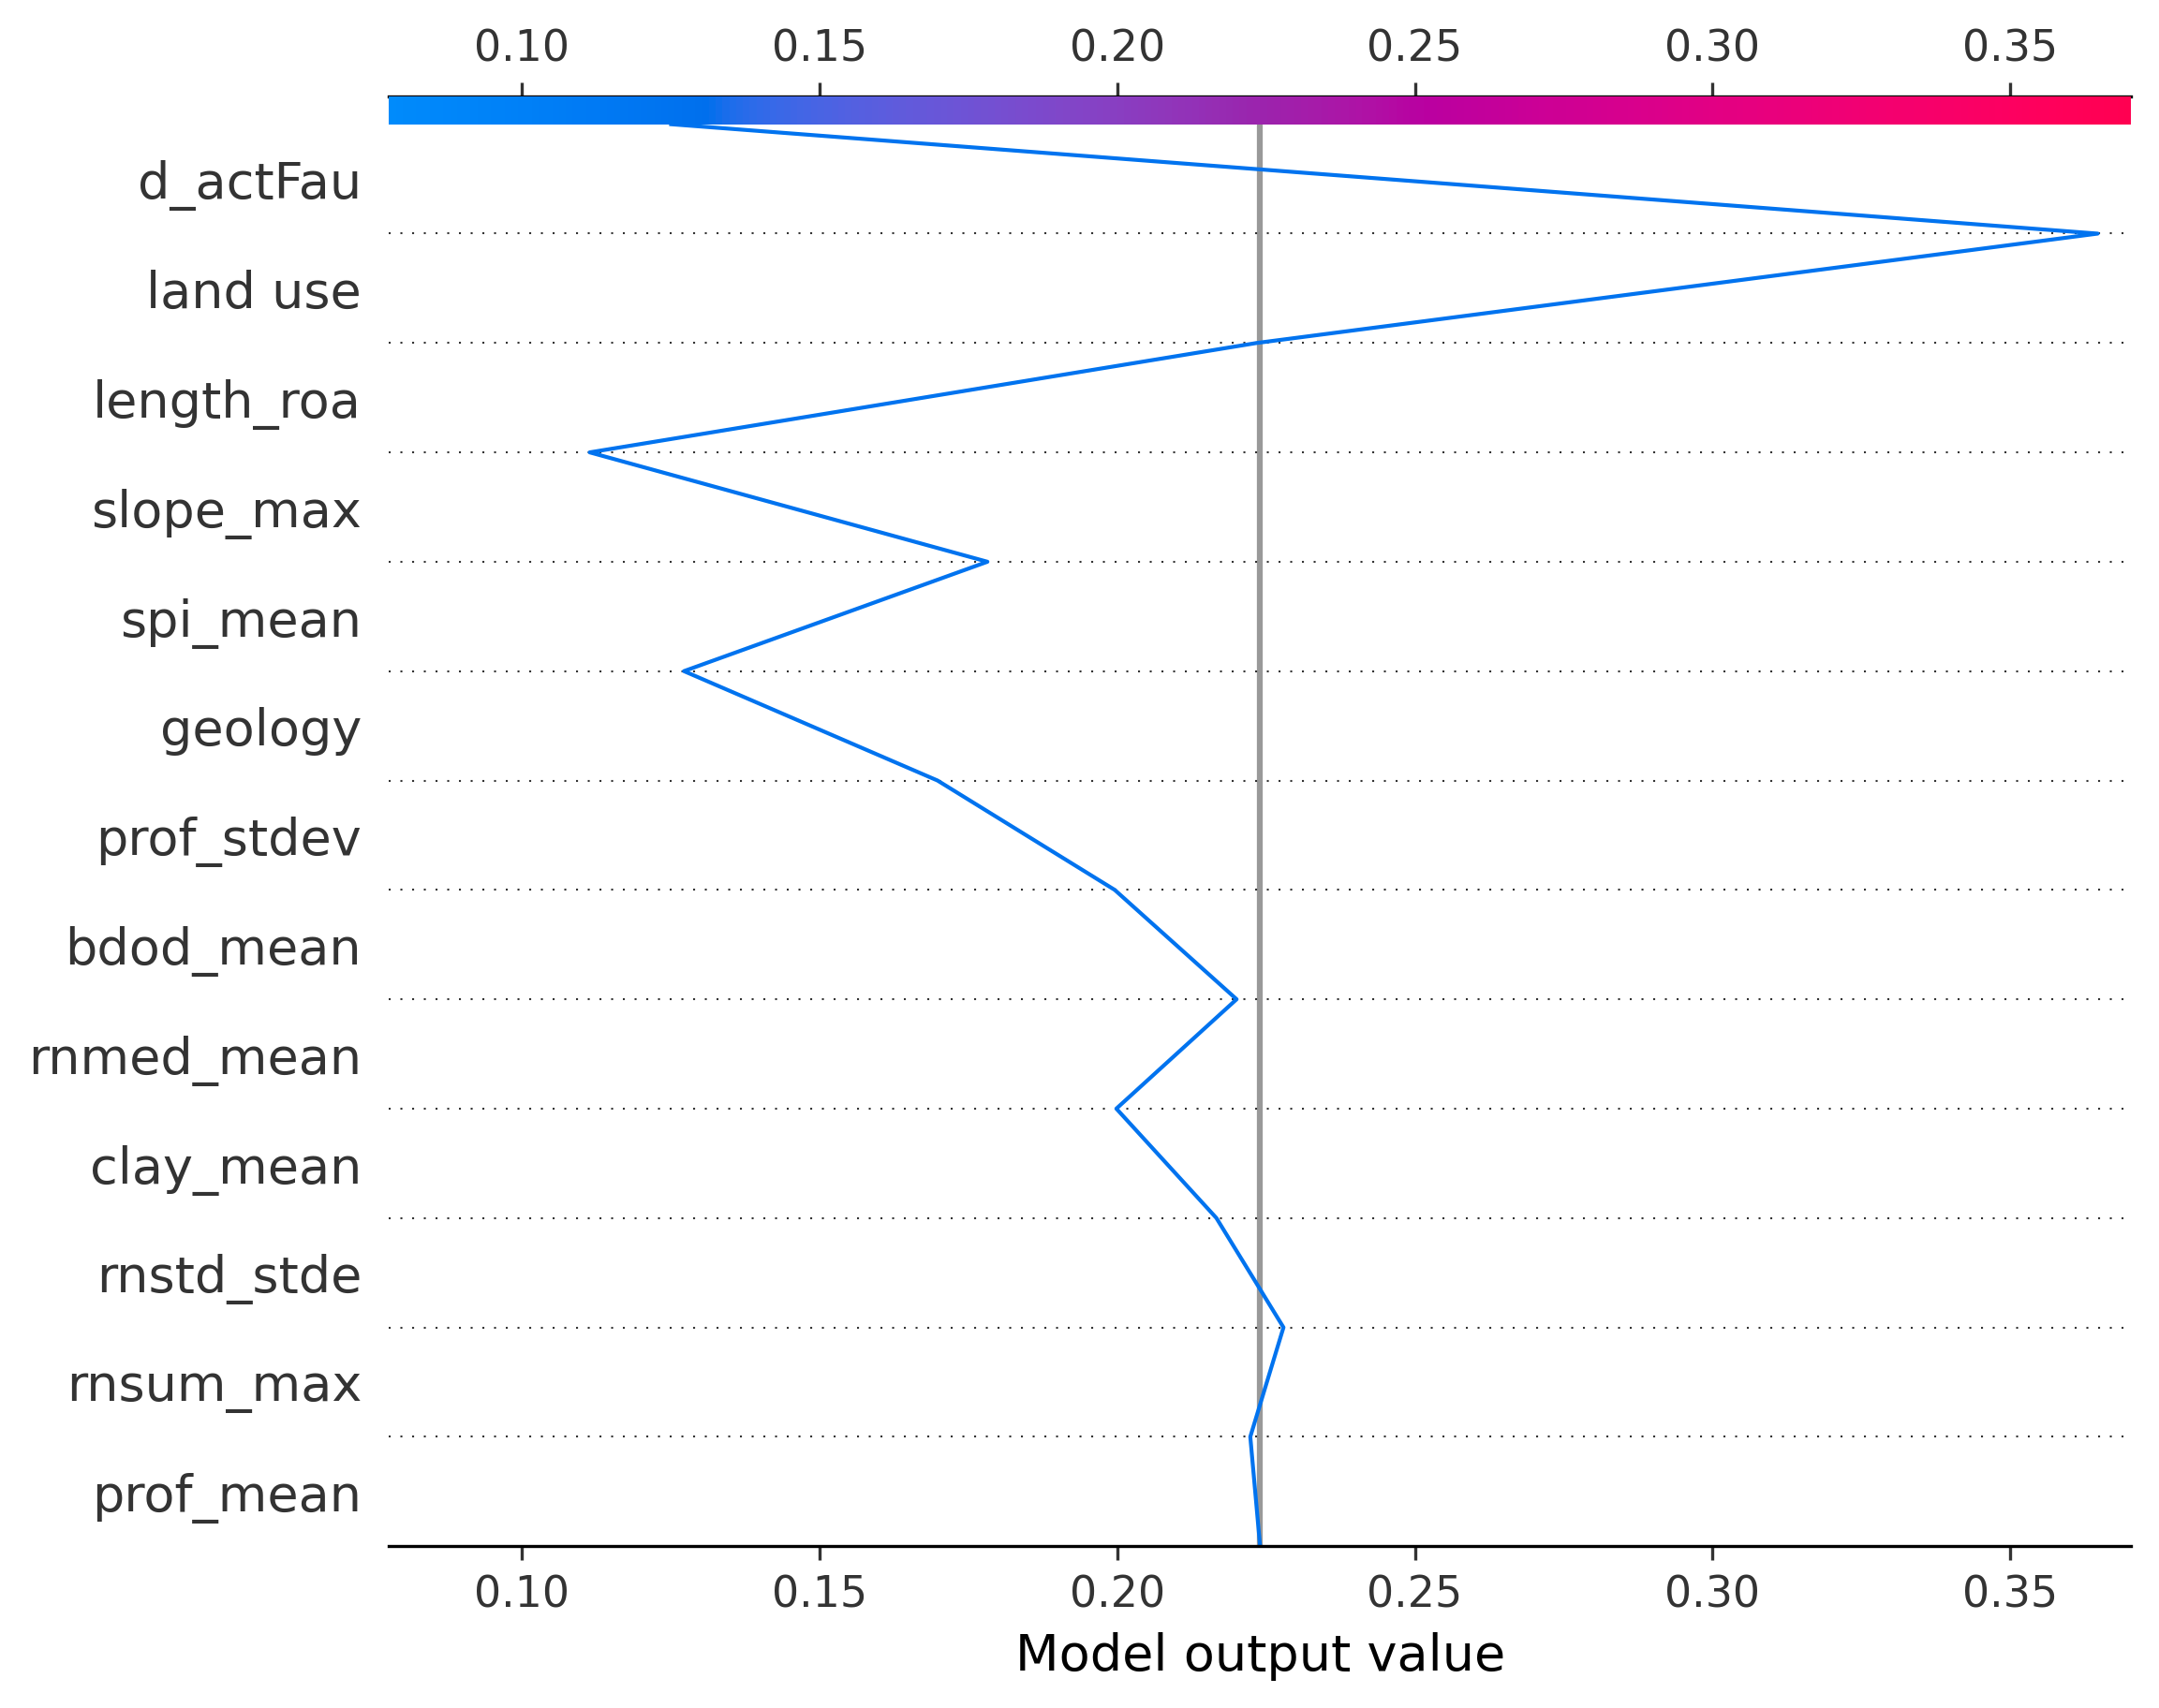 0.10 0.15 0.20 0.25 0.30 0.35
d_actFau
land use
length_roa
slope_max
spi_mean
geology
prof_stdev
bdod_mean
rnmed_mean
clay_mean
rnstd_stde
rnsum_max
prof_mean
0.10 0.15 0.20 0.25 0.30 0.35
Model output value